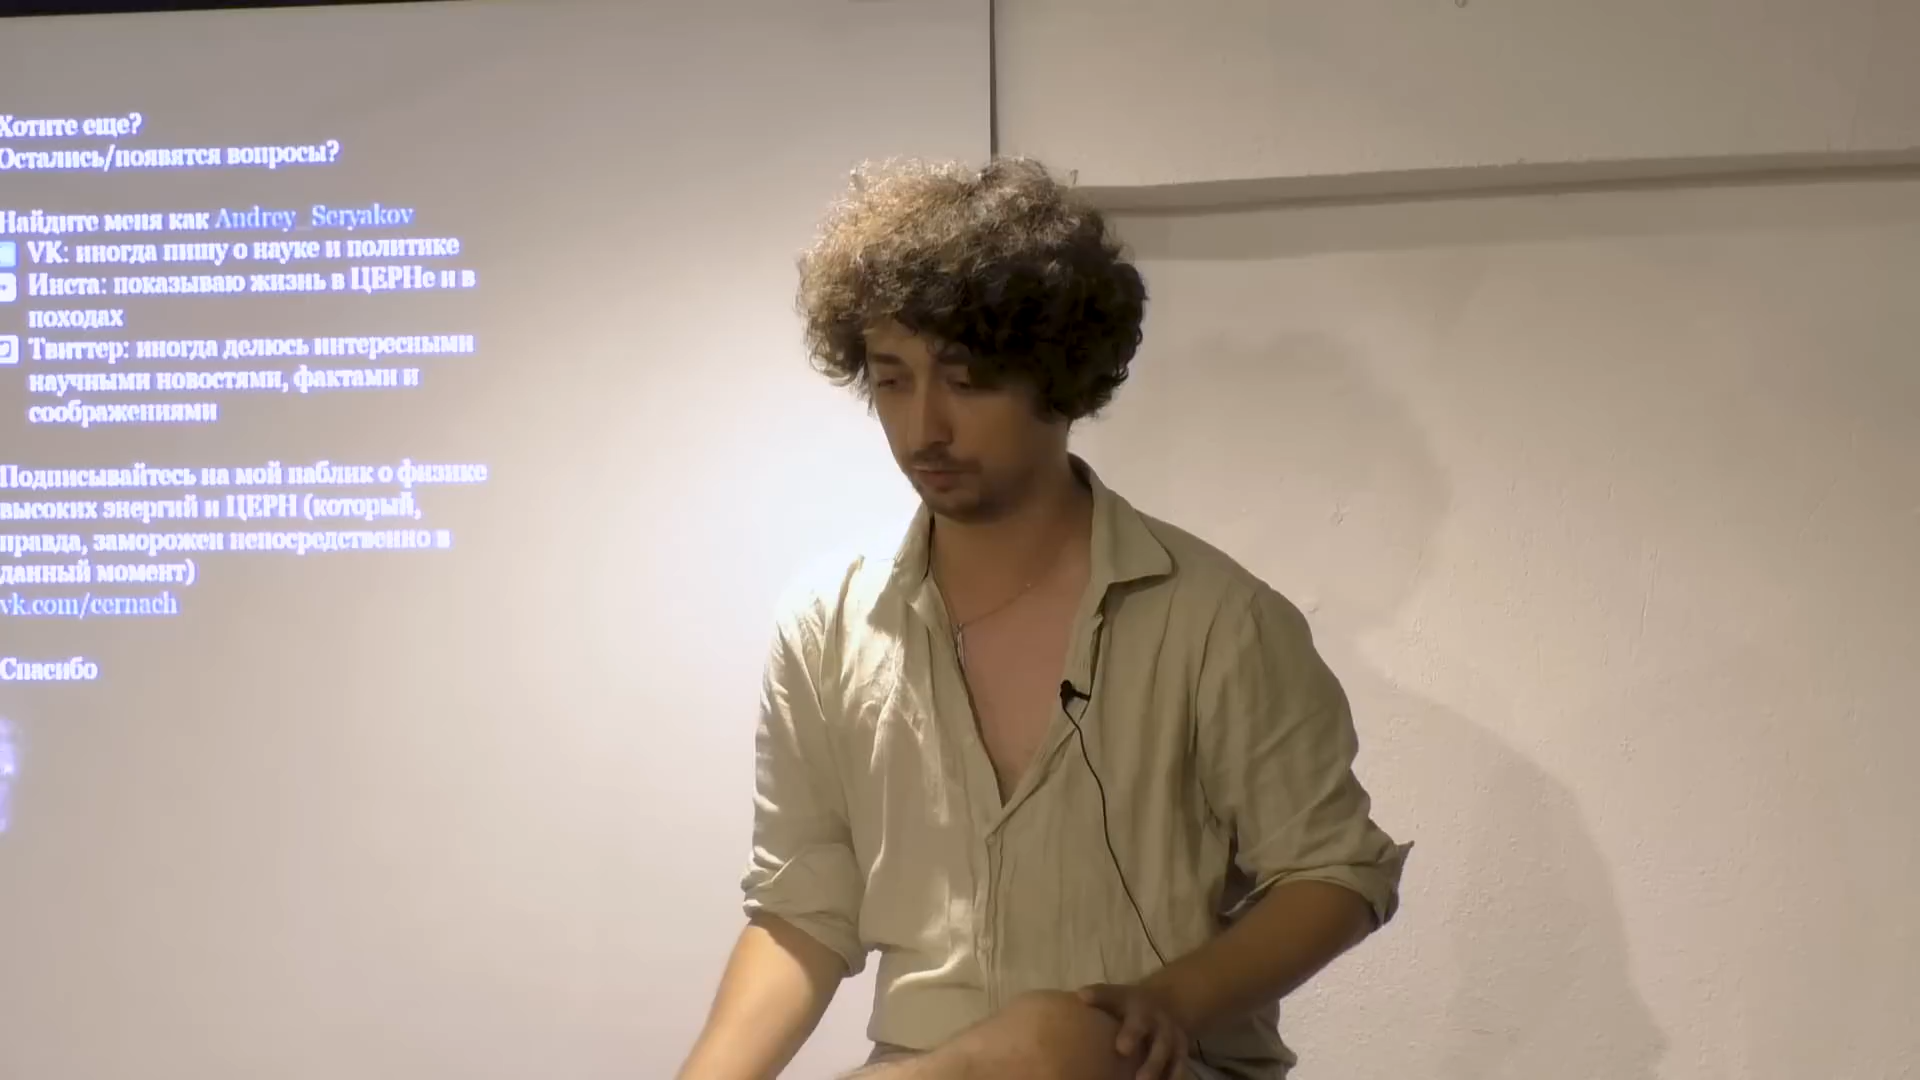 Хотите еще?
Остались/появятся вопросы?
Найдите меня как Andrey_Seryakov
VK: иногда пишу о науке и политике
Инста: показываю жизнь в ЦЕРНе и в
походах
Твиттер: иногда делюсь интересными
научными новостями, фактами и
соображениями
Подписывайтесь на мой паблик о физике
высоких энергий и ЦЕРН (который,
правда, заморожен непосредственно в
данный момент)
vk.com/cernach
Спасибо